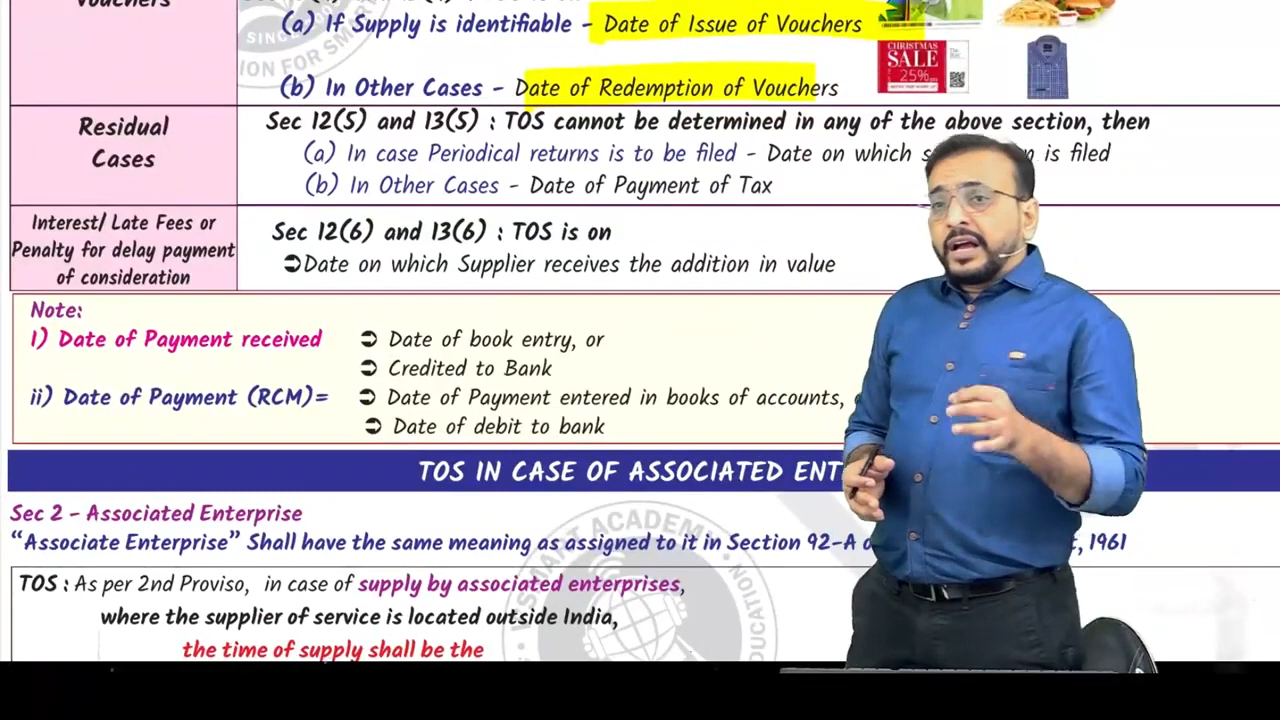 Vouchers
(a) If Supply is identifiable - Date of Issue of Vouchers
(b) In Other Cases - Date of Redemption of Vouchers
CHRISTMAS
SALE
25%
Residual
Cases
Sec 12(5) and 13(5) : TOS cannot be determined in any of the above section, then
(a) In case Periodical returns is to be filed - Date on which is filed
(b) In Other Cases - Date of Payment of Tax
Interest/ Late Fees or
Penalty for delay payment
of consideration
Sec 12(6) and 13(6) : TOS is on
➲Date on which Supplier receives the addition in value
Note:
1) Date of Payment received ➲ Date of book entry, or
➲ Credited to Bank
ii) Date of Payment (RCM)= ➲ Date of Payment entered in books of accounts,
➲ Date of debit to bank
TOS IN CASE OF ASSOCIATED ENT
Sec 2 - Associated Enterprise
“Associate Enterprise” Shall have the same meaning as assigned to it in Section 92-A 1961
TOS : As per 2nd Proviso, in case of supply by associated enterprises,
where the supplier of service is located outside India,
the time of supply shall be the